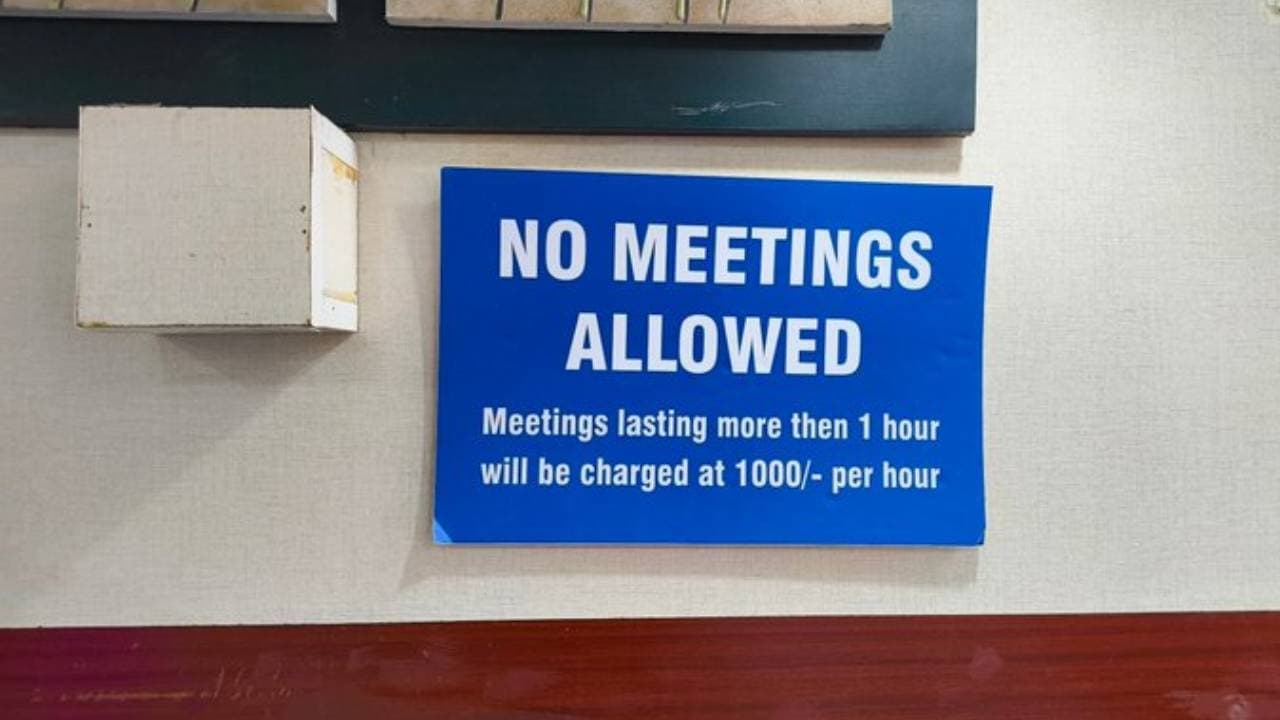 NO MEETINGS
ALLOWED
Meetings lasting more then 1 hour
will be charged at 1000/- per hour